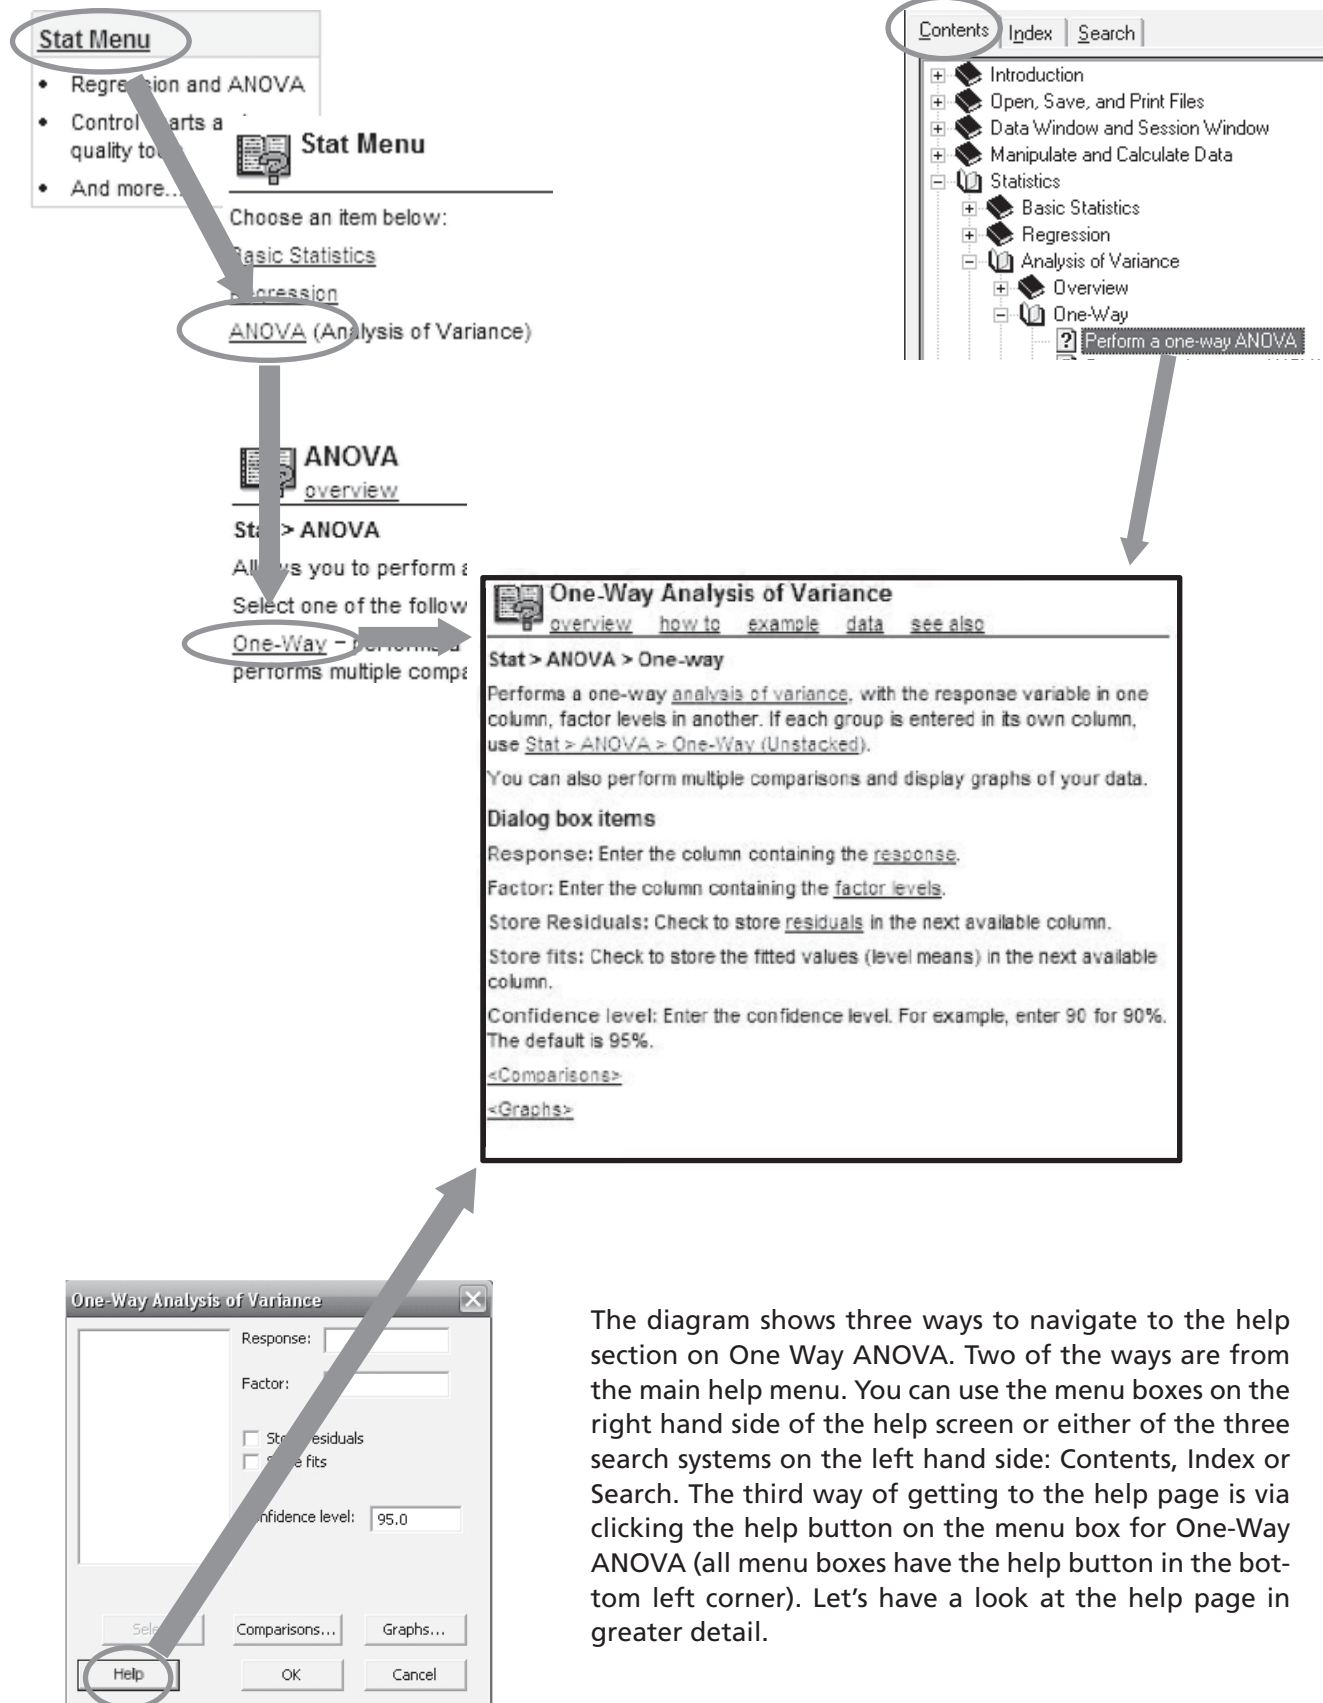 Stat Menu
• Regression and ANOVA
• Control
quality
• And more...
Stat Menu
Choose an item below:
Basic Statistics
Regression
ANOVA (Analysis of Variance)
Contents Index Search
Introduction
Open, Save, and Print Files
Data Window and Session Window
Manipulate and Calculate Data
Statistics
Basic Statistics
Regression
Analysis of Variance
Overview
One-Way
Perform a one-way ANOVA
ANOVA
overview
Stat > ANOVA
Allows you to perform
Select one of the follow
One-Way –
performs multiple compa
One-Way Analysis of Variance
overview how to example data see also
Stat > ANOVA > One-way
Performs a one-way analysis of variance, with the response variable in one
column, factor levels in another. If each group is entered in its own column,
use Stat > ANOVA > One-Way (Unstacked).
You can also perform multiple comparisons and display graphs of your data.
Dialog box items
Response: Enter the column containing the response.
Factor: Enter the column containing the factor levels.
Store Residuals: Check to store residuals in the next available column.
Store fits: Check to store the fitted values (level means) in the next available
column.
Confidence level: Enter the confidence level. For example, enter 90 for 90%.
The default is 95%.
<Comparisons>
<Graphs>
One-Way Analysis of Variance
Response:
Factor:
Store residuals
Store fits
Confidence level: 95.0
Comparisons... Graphs...
Help OK Cancel
The diagram shows three ways to navigate to the help
section on One Way ANOVA. Two of the ways are from
the main help menu. You can use the menu boxes on the
right hand side of the help screen or either of the three
search systems on the left hand side: Contents, Index or
Search. The third way of getting to the help page is via
clicking the help button on the menu box for One-Way
ANOVA (all menu boxes have the help button in the bot-
tom left corner). Let's have a look at the help page in
greater detail.